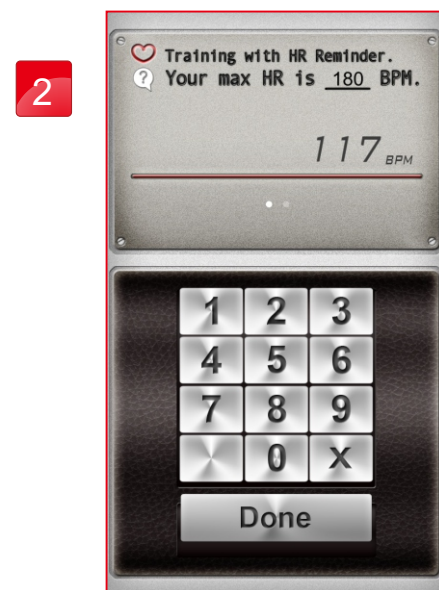 2
Training with HR Reminder.
? Your max HR is 180 BPM.
117 BPM
1 2 3
4 5 6
7 8 9
0 X
Done